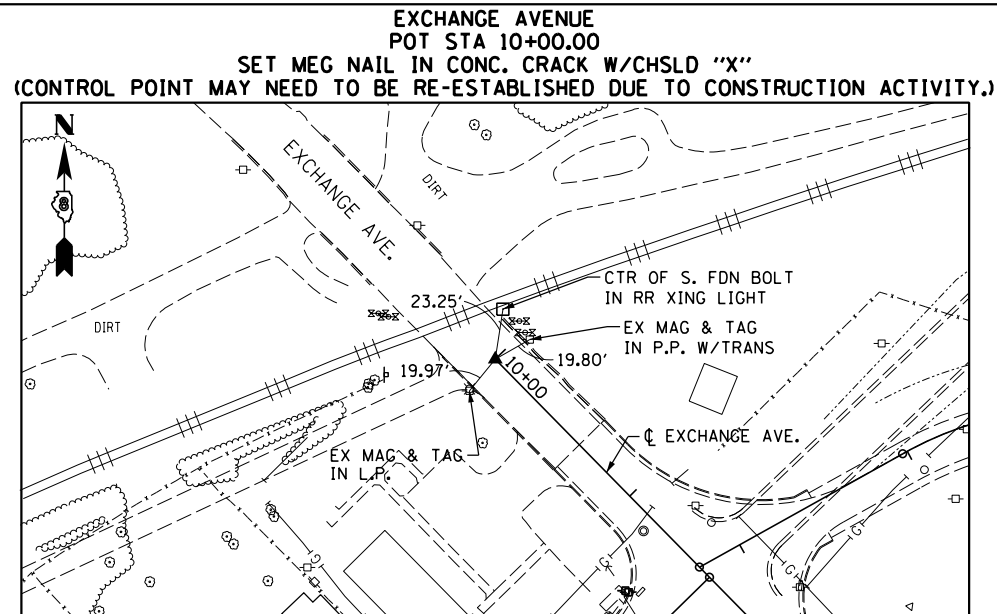 EXCHANGE AVENUE
POT STA 10+00.00
SET MEG NAIL IN CONC. CRACK W/CHSLD "X"
(CONTROL POINT MAY NEED TO BE RE-ESTABLISHED DUE TO CONSTRUCTION ACTIVITY.)
N
8
EXCHANGE AVE.
DIRT
CTR OF S. FDN BOLT
IN RR XING LIGHT
23.25'
DIRT
EX MAG & TAG
IN P.P. W/TRANS
19.80'
19.97'
10+00
℄ EXCHANGE AVE.
EX MAG & TAG
IN L.P.
G
G
G
G